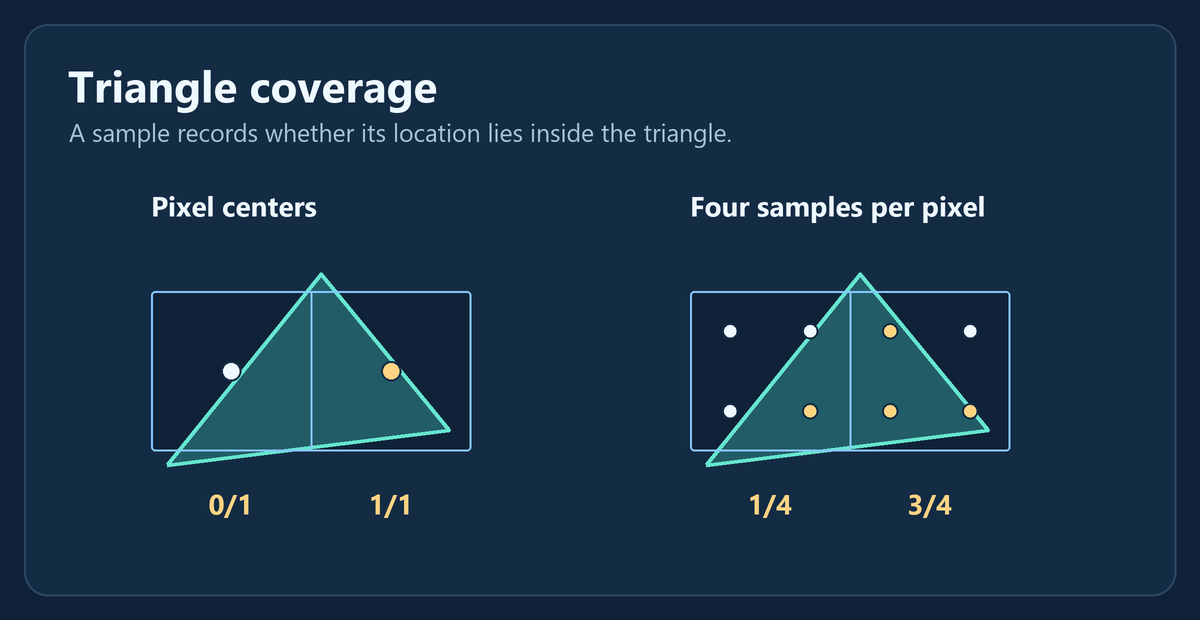 Triangle coverage
A sample records whether its location lies inside the triangle.
Pixel centers
Four samples per pixel
0/1
1/1
1/4
3/4